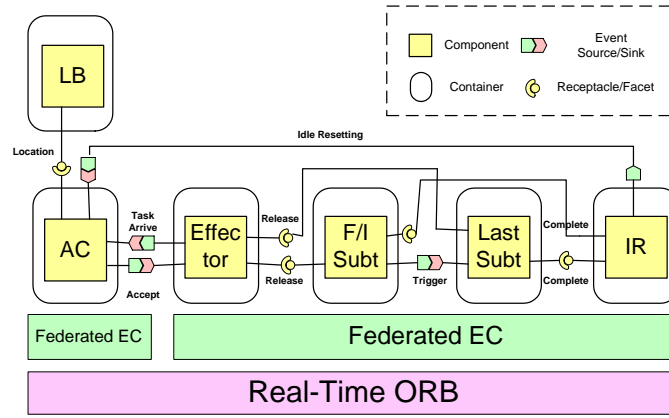 LB
Component
Event
Source/Sink
Container
Receptacle/Facet
Idle Resetting
Location
Task
Arrive
Release
Complete
AC
Effec
tor
F/I
Subt
Last
Subt
IR
Accept
Release
Trigger
Complete
Federated EC
Federated EC
Real-Time ORB